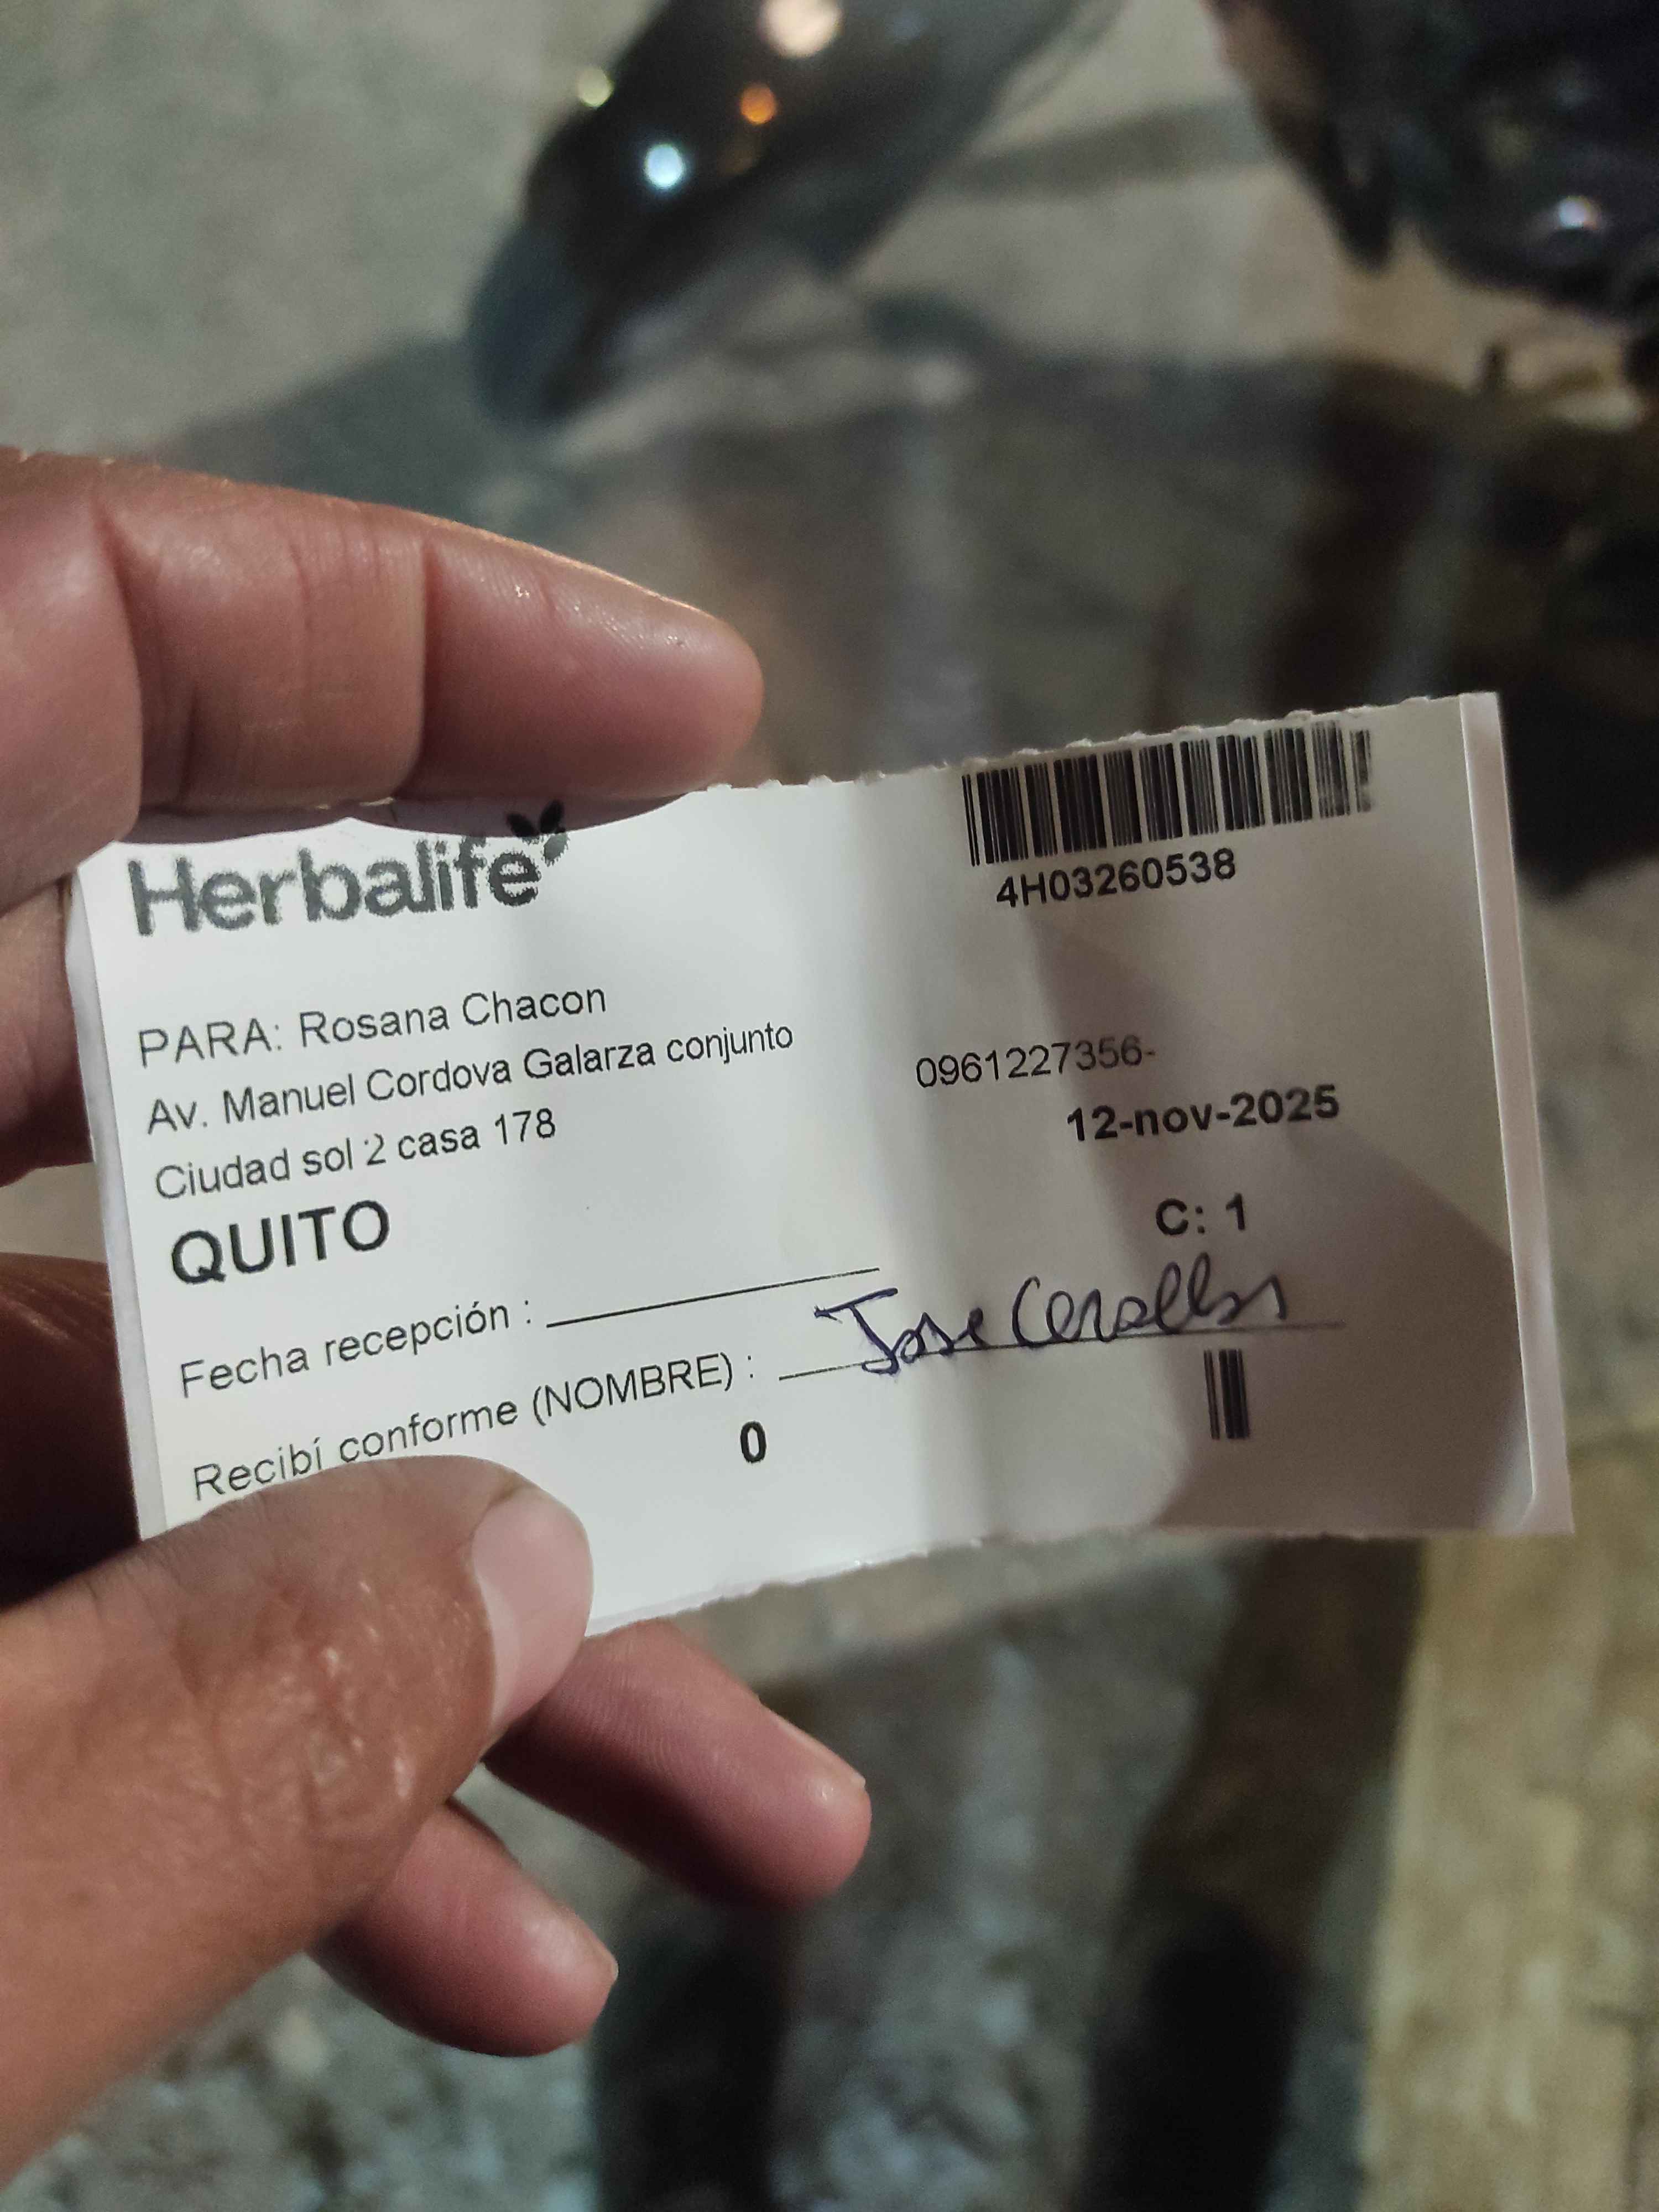 Herbalife
4H03260538
PARA: Rosana Chacon
Av. Manuel Cordova Galarza conjunto
Ciudad sol 2 casa 178
0961227356-
12-nov-2025
QUITO
C: 1
Fecha recepción :
Recibí conforme (NOMBRE) : Jose
0